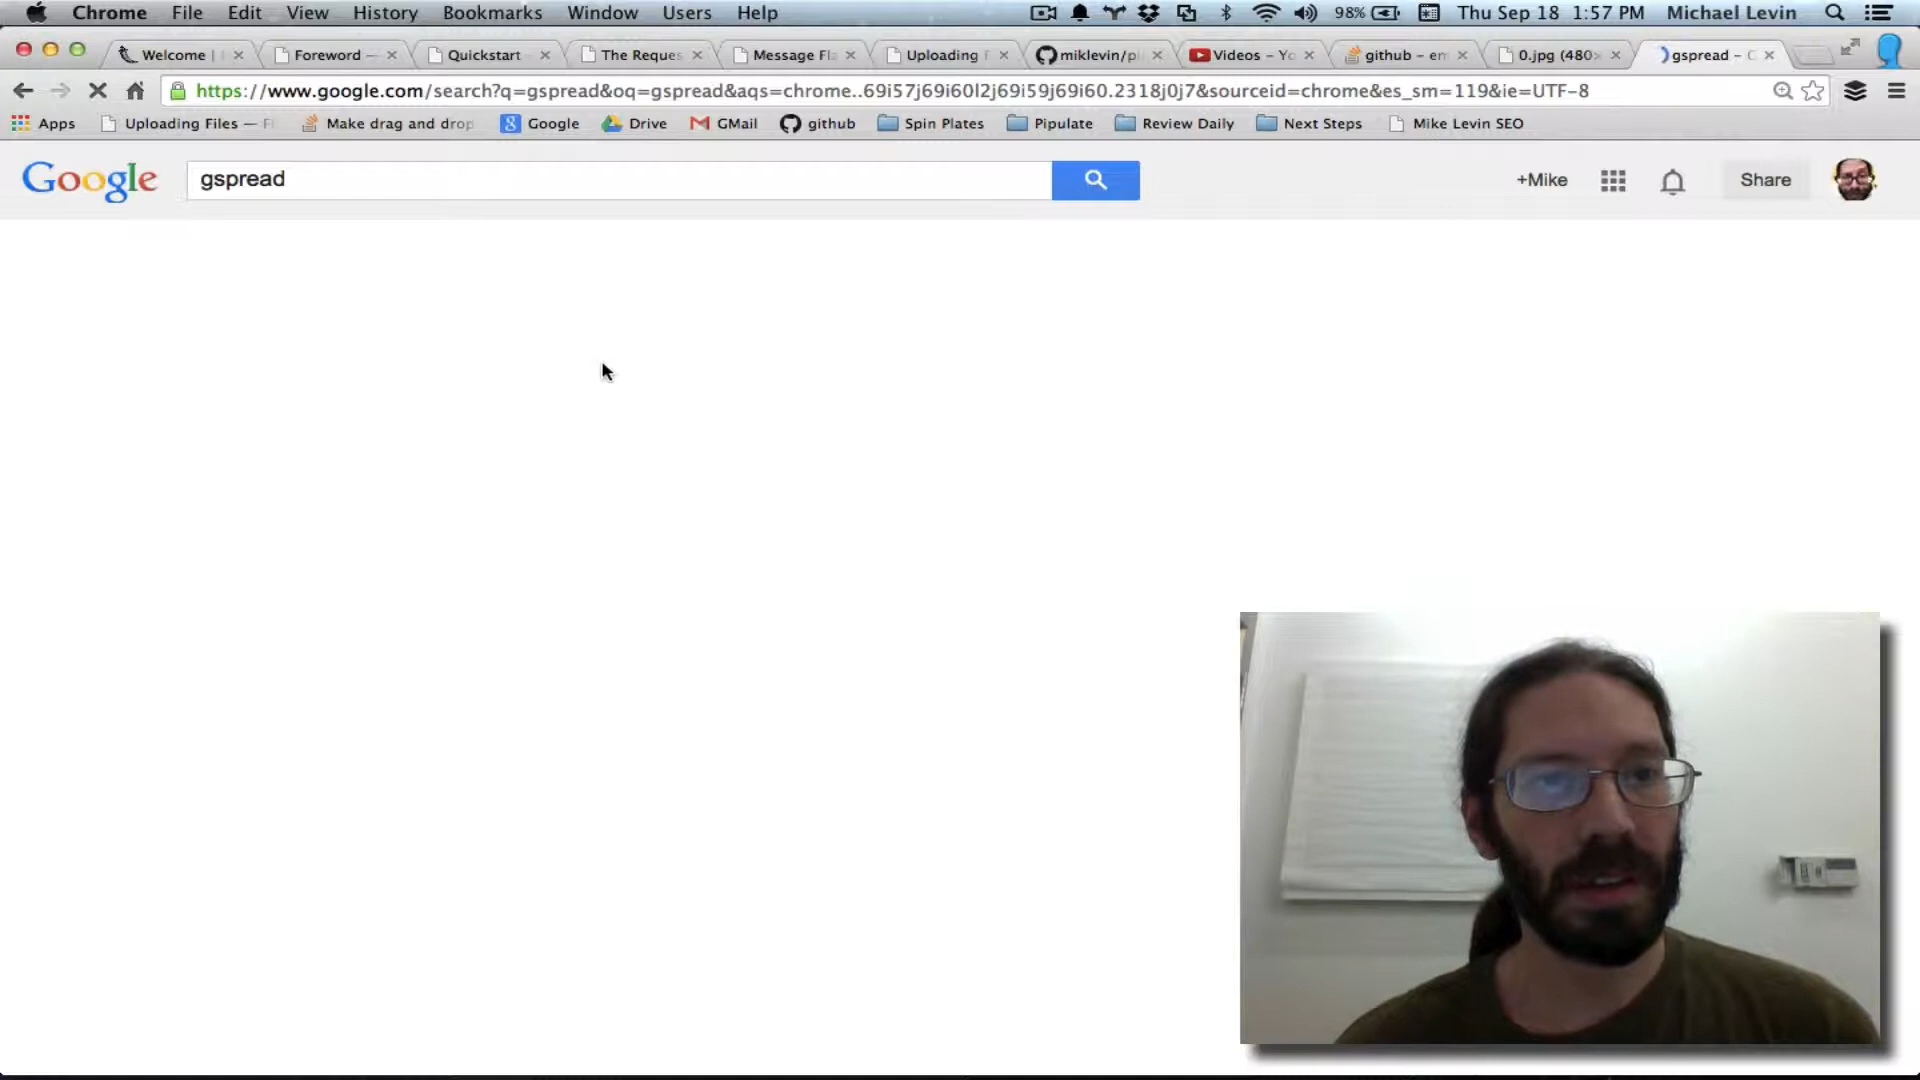 Chrome File Edit View History Bookmarks Window Users Help 98% Thu Sep 18 1:57 PM Michael Levin
Welcome | Foreword — Quickstart The Reques Message Fl Uploading F miklevin/p Videos - Yo github - em 0.jpg (480× gspread - G
https://www.google.com/search?q=gspread&oq=gspread&aqs=chrome..69i57j69i60l2j69i59j69i60.2318j0j7&sourceid=chrome&es_sm=119&ie=UTF-8
Apps Uploading Files — Fl Make drag and drop Google Drive GMail github Spin Plates Pipulate Review Daily Next Steps Mike Levin SEO
Google gspread +Mike Share